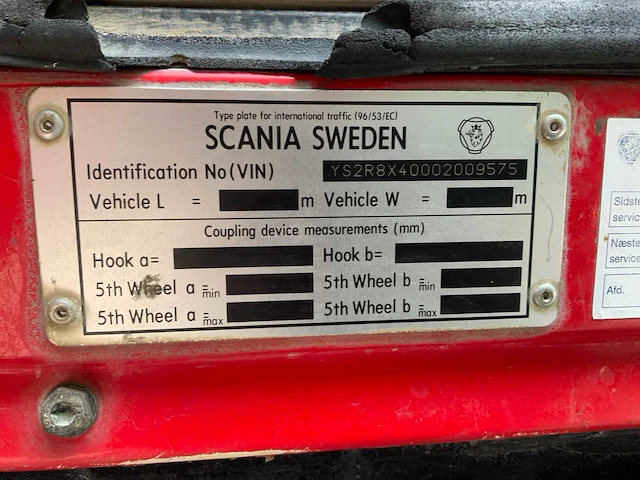 Type plate for international traffic (96/53/EC)
SCANIA SWEDEN
Identification No (VIN) YS2R8X40002009575
Vehicle L = m Vehicle W = m
Coupling device measurements (mm)
Hook a= Hook b=
5th Wheel a = min 5th Wheel b = min
5th Wheel a = max 5th Wheel b = max
Sidste
servic
Næste
service
Afd.